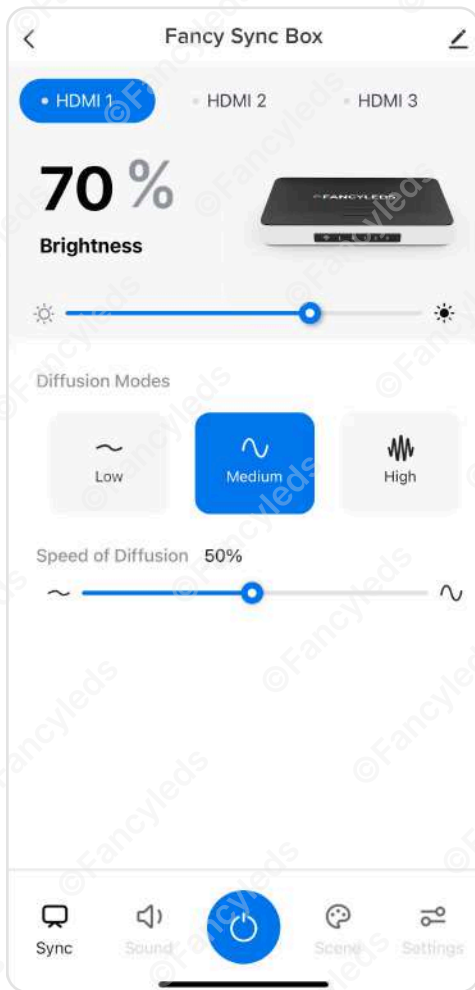 Fancy Sync Box
HDMI 1 HDMI 2 HDMI 3
70 %
FANCYLEDS
Brightness
Diffusion Modes
Low Medium High
Speed of Diffusion 50%
Sync Sound Scene Settings
©Fancyleds